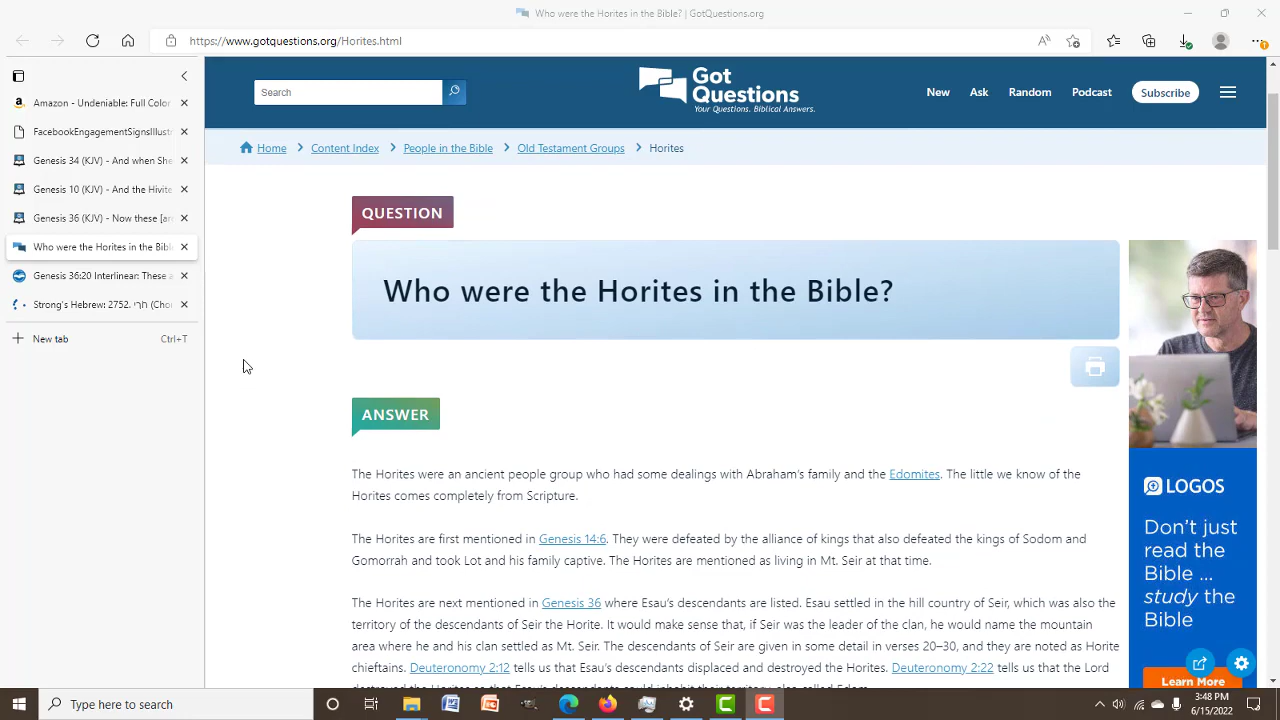 Who were the Horites in the Bible? | GotQuestions.org
https://www.gotquestions.org/Horites.html
Amazon - Undeniable: Full Color
FacebookEngagementSignsIllustr
Genesis 34 (KJV) - And when She
Genesis 10 (KJV) - And the Hivite
Genesis 36 (KJV) - Now these [ar
Who were the Horites in the Bibl
Genesis 36:20 Interlinear: These a
Strong's Hebrew: 2752. חֹרִי (Cho
New tab Ctrl+T
Search
Got Questions
Your Questions. Biblical Answers.
New Ask Random Podcast Subscribe
Home > Content Index > People in the Bible > Old Testament Groups > Horites
QUESTION
Who were the Horites in the Bible?
ANSWER
The Horites were an ancient people group who had some dealings with Abraham's family and the Edomites. The little we know of the
Horites comes completely from Scripture.
The Horites are first mentioned in Genesis 14:6. They were defeated by the alliance of kings that also defeated the kings of Sodom and
Gomorrah and took Lot and his family captive. The Horites are mentioned as living in Mt. Seir at that time.
The Horites are next mentioned in Genesis 36 where Esau's descendants are listed. Esau settled in the hill country of Seir, which was also the
territory of the descendants of Seir the Horite. It would make sense that, if Seir was the leader of the clan, he would name the mountain
area where he and his clan settled as Mt. Seir. The descendants of Seir are given in some detail in verses 20–30, and they are noted as Horite
chieftains. Deuteronomy 2:12 tells us that Esau's descendants displaced and destroyed the Horites. Deuteronomy 2:22 tells us that the Lord
LOGOS
Don't just
read the
Bible ...
study the
Bible
Learn More
Type here to search
3:48 PM
6/15/2022